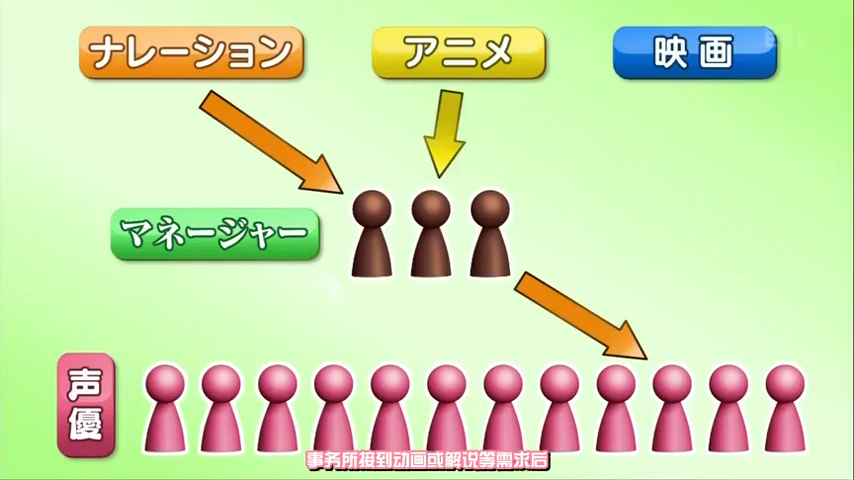 ナレーション
アニメ
映画
マネージャー
声優
事务所接到动画或解说等需求后